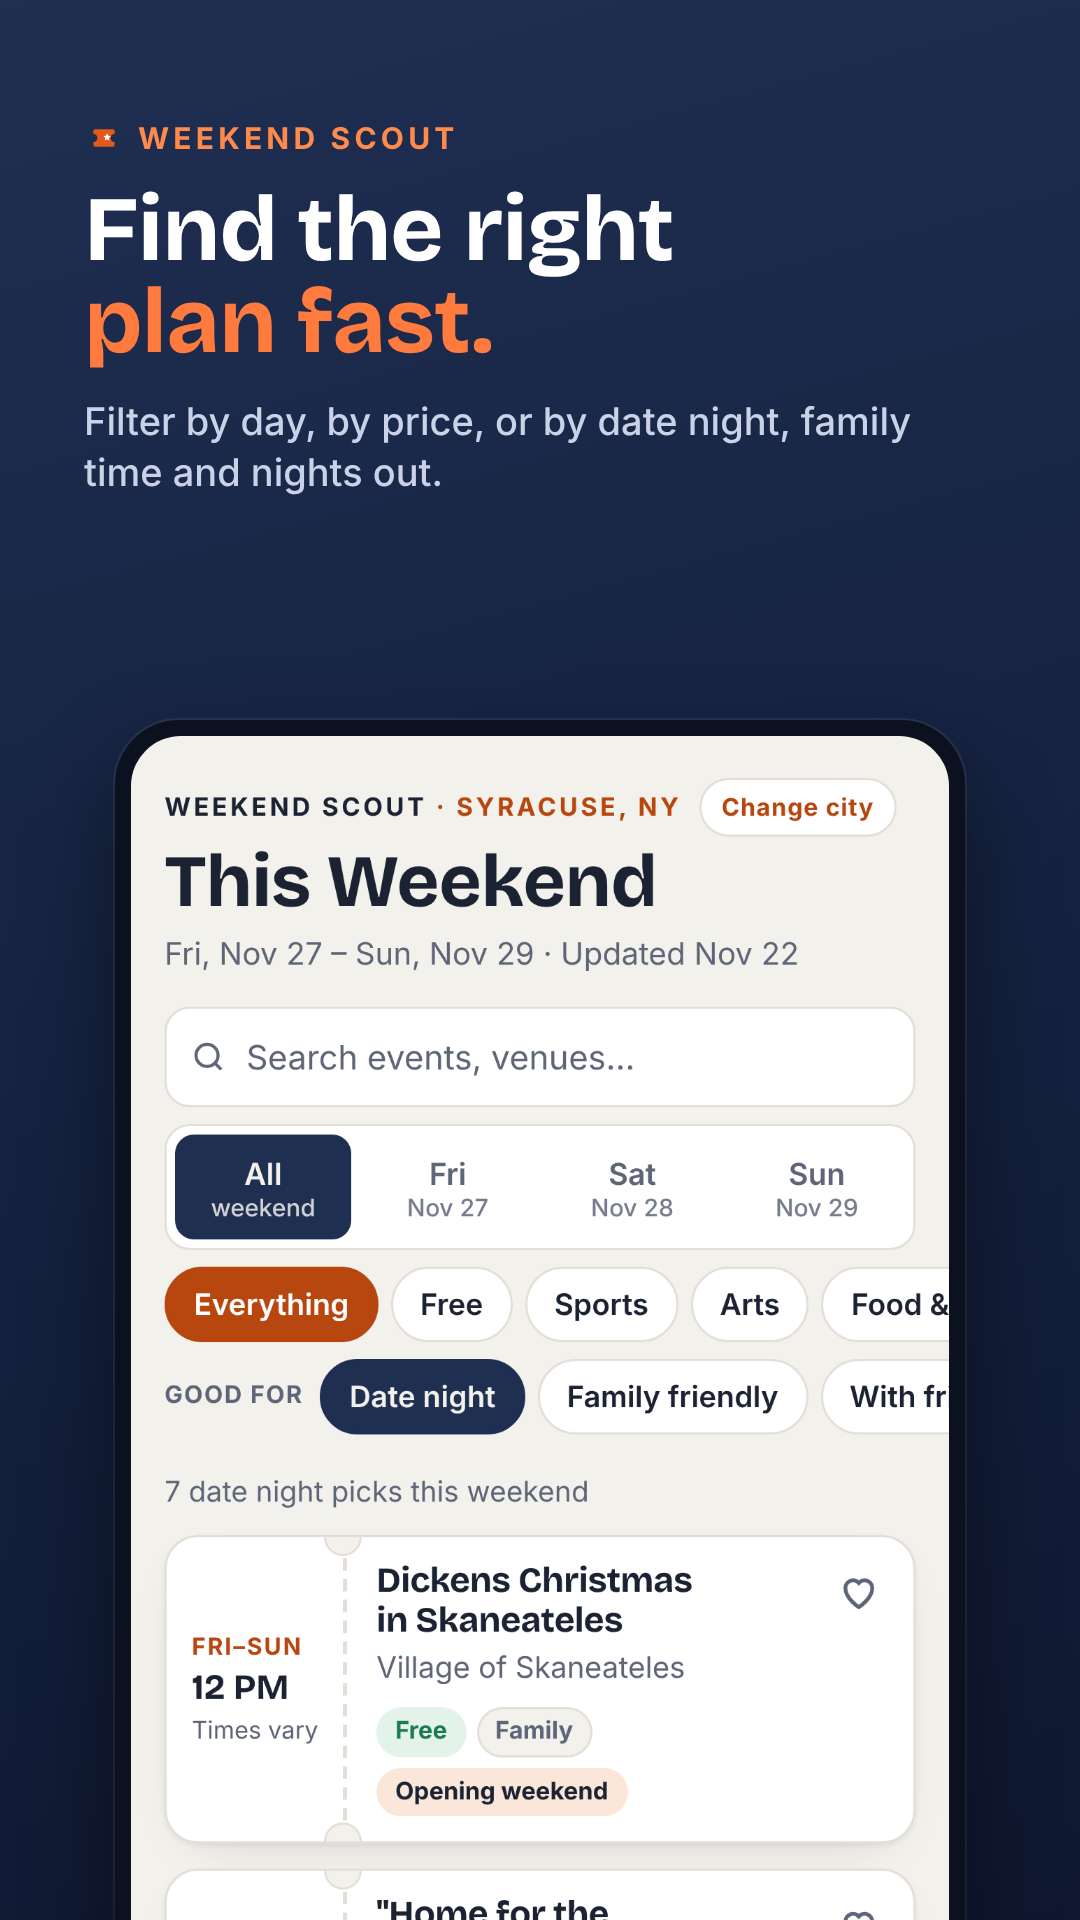 WEEKEND SCOUT
Find the right
plan fast.
Filter by day, by price, or by date night, family
time and nights out.
WEEKEND SCOUT · SYRACUSE, NY
Change city
This Weekend
Fri, Nov 27 – Sun, Nov 29 · Updated Nov 22
Search events, venues...
All
weekend
Fri
Nov 27
Sat
Nov 28
Sun
Nov 29
Everything
Free
Sports
Arts
Food &
GOOD FOR
Date night
Family friendly
With fri
7 date night picks this weekend
FRI–SUN
12 PM
Times vary
Dickens Christmas
in Skaneateles
Village of Skaneateles
Free
Family
Opening weekend
"Home for the